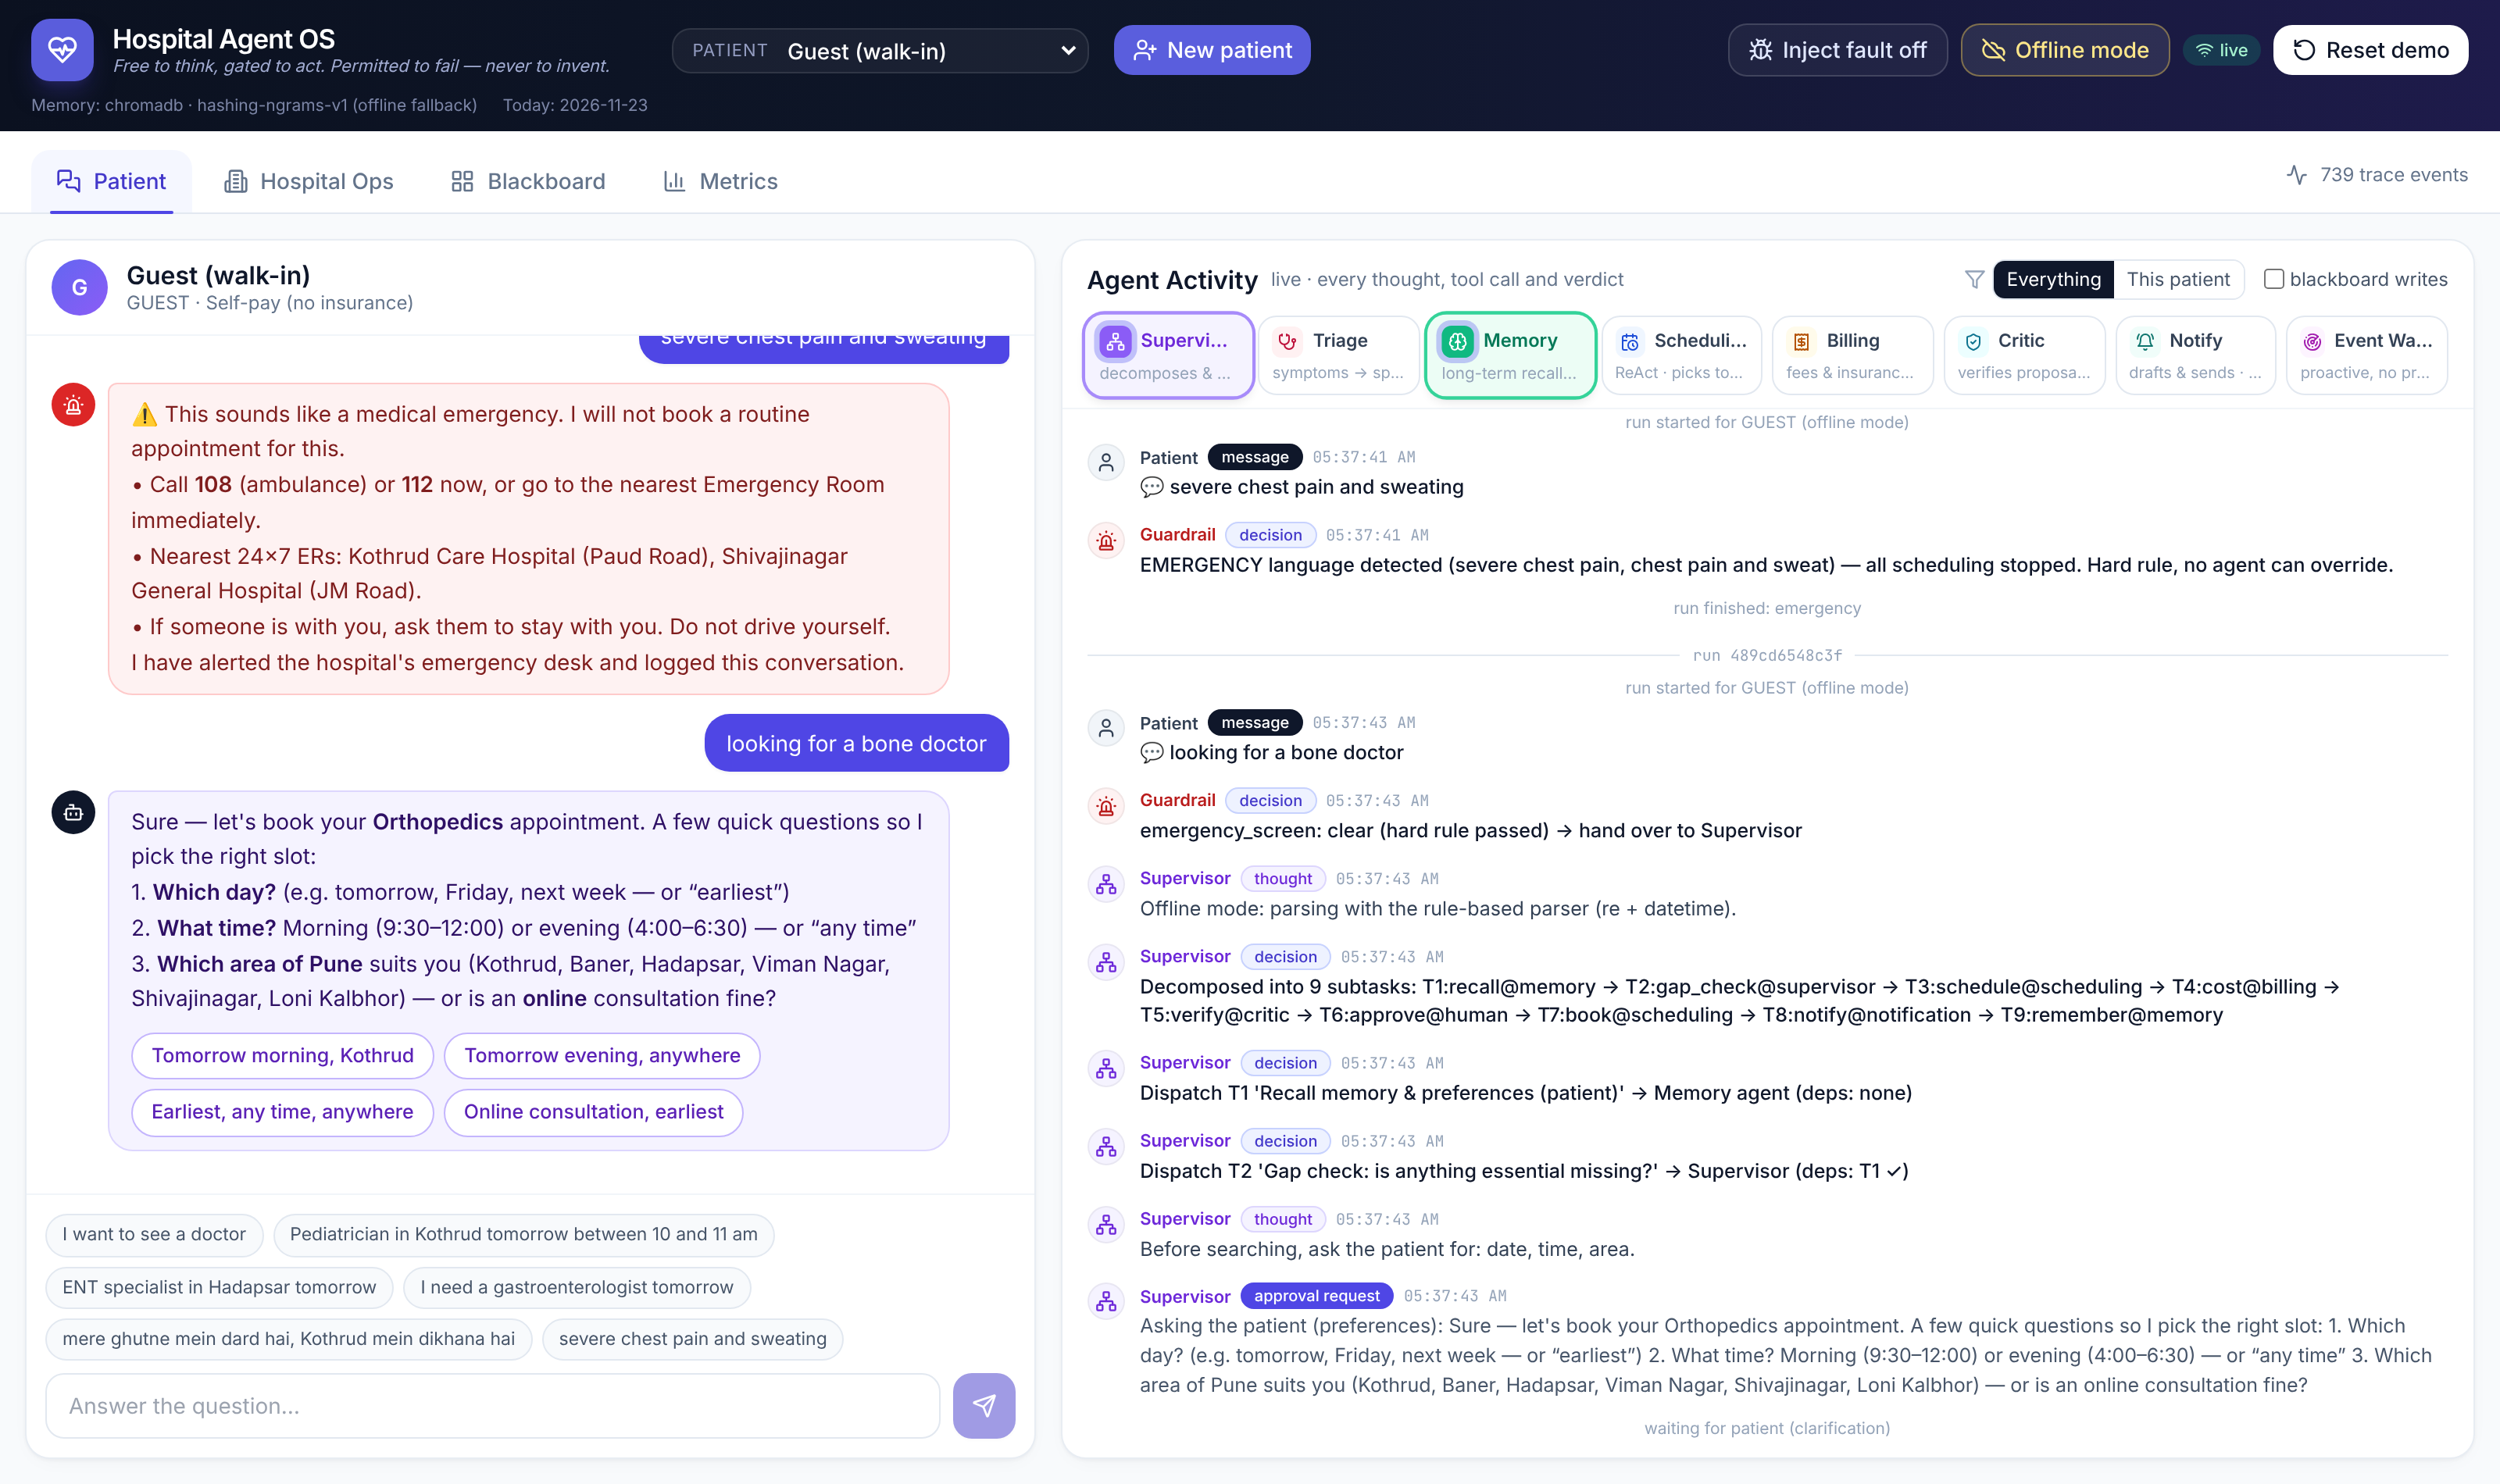 Hospital Agent OS
Free to think, gated to act. Permitted to fail — never to invent.
PATIENT Guest (walk-in)
New patient
Inject fault off
Offline mode
live
Reset demo
Memory: chromadb · hashing-ngrams-v1 (offline fallback) Today: 2026-11-23
Patient
Hospital Ops
Blackboard
Metrics
739 trace events
G
Guest (walk-in)
GUEST · Self-pay (no insurance)
severe chest pain and sweating
⚠️ This sounds like a medical emergency. I will not book a routine
appointment for this.
• Call 108 (ambulance) or 112 now, or go to the nearest Emergency Room
immediately.
• Nearest 24×7 ERs: Kothrud Care Hospital (Paud Road), Shivajinagar
General Hospital (JM Road).
• If someone is with you, ask them to stay with you. Do not drive yourself.
I have alerted the hospital's emergency desk and logged this conversation.
looking for a bone doctor
Sure — let's book your Orthopedics appointment. A few quick questions so I
pick the right slot:
1. Which day? (e.g. tomorrow, Friday, next week — or “earliest”)
2. What time? Morning (9:30–12:00) or evening (4:00–6:30) — or “any time”
3. Which area of Pune suits you (Kothrud, Baner, Hadapsar, Viman Nagar,
Shivajinagar, Loni Kalbhor) — or is an online consultation fine?
Tomorrow morning, Kothrud
Tomorrow evening, anywhere
Earliest, any time, anywhere
Online consultation, earliest
I want to see a doctor
Pediatrician in Kothrud tomorrow between 10 and 11 am
ENT specialist in Hadapsar tomorrow
I need a gastroenterologist tomorrow
mere ghutne mein dard hai, Kothrud mein dikhana hai
severe chest pain and sweating
Answer the question...
Agent Activity live · every thought, tool call and verdict
Everything
This patient
blackboard writes
Supervi...
decomposes & ...
Triage
symptoms → sp...
Memory
long-term recall...
Scheduli...
ReAct · picks to...
Billing
fees & insuranc...
Critic
verifies proposa...
Notify
drafts & sends · ...
Event Wa...
proactive, no pr...
run started for GUEST (offline mode)
Patient message 05:37:41 AM
💬 severe chest pain and sweating
Guardrail decision 05:37:41 AM
EMERGENCY language detected (severe chest pain, chest pain and sweat) — all scheduling stopped. Hard rule, no agent can override.
run finished: emergency
run 489cd6548c3f
run started for GUEST (offline mode)
Patient message 05:37:43 AM
💬 looking for a bone doctor
Guardrail decision 05:37:43 AM
emergency_screen: clear (hard rule passed) → hand over to Supervisor
Supervisor thought 05:37:43 AM
Offline mode: parsing with the rule-based parser (re + datetime).
Supervisor decision 05:37:43 AM
Decomposed into 9 subtasks: T1:recall@memory → T2:gap_check@supervisor → T3:schedule@scheduling → T4:cost@billing →
T5:verify@critic → T6:approve@human → T7:book@scheduling → T8:notify@notification → T9:remember@memory
Supervisor decision 05:37:43 AM
Dispatch T1 'Recall memory & preferences (patient)' → Memory agent (deps: none)
Supervisor decision 05:37:43 AM
Dispatch T2 'Gap check: is anything essential missing?' → Supervisor (deps: T1 ✓)
Supervisor thought 05:37:43 AM
Before searching, ask the patient for: date, time, area.
Supervisor approval request 05:37:43 AM
Asking the patient (preferences): Sure — let's book your Orthopedics appointment. A few quick questions so I pick the right slot: 1. Which
day? (e.g. tomorrow, Friday, next week — or “earliest”) 2. What time? Morning (9:30–12:00) or evening (4:00–6:30) — or “any time” 3. Which
area of Pune suits you (Kothrud, Baner, Hadapsar, Viman Nagar, Shivajinagar, Loni Kalbhor) — or is an online consultation fine?
waiting for patient (clarification)